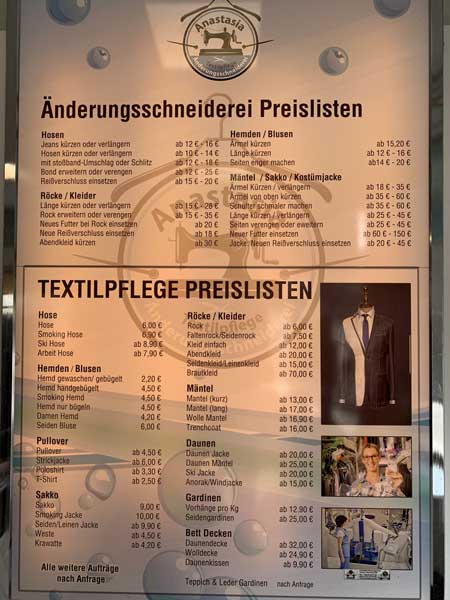 Anastasia
Textilpflege
Änderungsschneiderei
Änderungsschneiderei Preislisten
Hosen
Jeans kürzen oder verlängern ab 12 € - 16 €
Hosen kürzen oder verlängern ab 10 € - 14 €
mit stoßband-Umschlag oder Schlitz ab 12 € - 18 €
Bond erweitern oder verengen ab 12 € - 25 €
Reißverschluss einsetzen ab 15 € - 20 €
Röcke / Kleider
Länge kürzen oder verlängern ab 15 € - 28 €
Rock erweitern oder verengen ab 15 € - 35 €
Neues Futter bei Rock einsetzen ab 20 €
Neue Reißverschluss einsetzen ab 18 €
Abendkleid kürzen ab 30 €
Hemden / Blusen
Ärmel kürzen ab 15,20 €
Länge kürzen ab 12 € - 16 €
Seiten enger machen ab14 € - 20 €
Mäntel / Sakko / Kostümjacke
Ärmel Kürzen / verlängern ab 18 € - 35 €
Ärmel von oben kürzen ab 35 € - 60 €
Schulter schmaler machen ab 35 € - 60 €
Länge kürzen / verlängern ab 25 € - 45 €
Seiten verengen oder eweitern ab 25 € - 45 €
Neuer Futter einsetzen ab 60 € - 150 €
Jacke: Neuen Reißverschluss einsetzen ab 20 € - 45 €
TEXTILPFLEGE PREISLISTEN
Hose
Hose 6,00 €
Smoking Hose 6,90 €
Ski Hose ab 8,90 €
Arbeit Hose ab 7,90 €
Hemden / Blusen
Hemd gewaschen/ gebügelt 2,20 €
Hemd handgebügelt 4,50 €
Smoking Hemd 4,50 €
Hemd nur bügeln 4,50 €
Damen Hemd 4,20 €
Seiden Bluse 6,00 €
Pullover
Pullover ab 4,50 €
Strickjacke ab 6,00 €
Poloshirt ab 3,30 €
T-Shirt ab 2,50 €
Sakko
Sakko 9,00 €
Smoking Jacke 10,00 €
Seiden/Leinen Jacke ab 9,90 €
Weste ab 4,50 €
Krawatte ab 4,20 €
Alle weitere Aufträge
nach Anfrage
Röcke / Kleider
Rock ab 6,00 €
Faltenrock/Seidenrock ab 7,50 €
Kleid einfach ab 12,00 €
Abendkleid ab 20,00 €
Seidenkleid/Leinenkleid ab 15,00 €
Brautkleid ab 70,00 €
Mäntel
Mantel (kurz) ab 13,00 €
Mantel (lang) ab 17,00 €
Wolle Mantel ab 16,90 €
Trenchcoat ab 16,00 €
Daunen
Daunen Jacke ab 20,00 €
Daunen Mäntel ab 25,00 €
Ski Jacke ab 20,00 €
Anorak/Windjacke ab 15,00 €
Gardinen
Vorhänge pro Kg ab 12.90 €
Seidengardinen ab 25,00 €
Bett Decken
Daunendecke ab 32,00 €
Wolldecke ab 24,90 €
Daunenkissen ab 9,90 €
Teppich & Leder Gardinen nach Anfrage